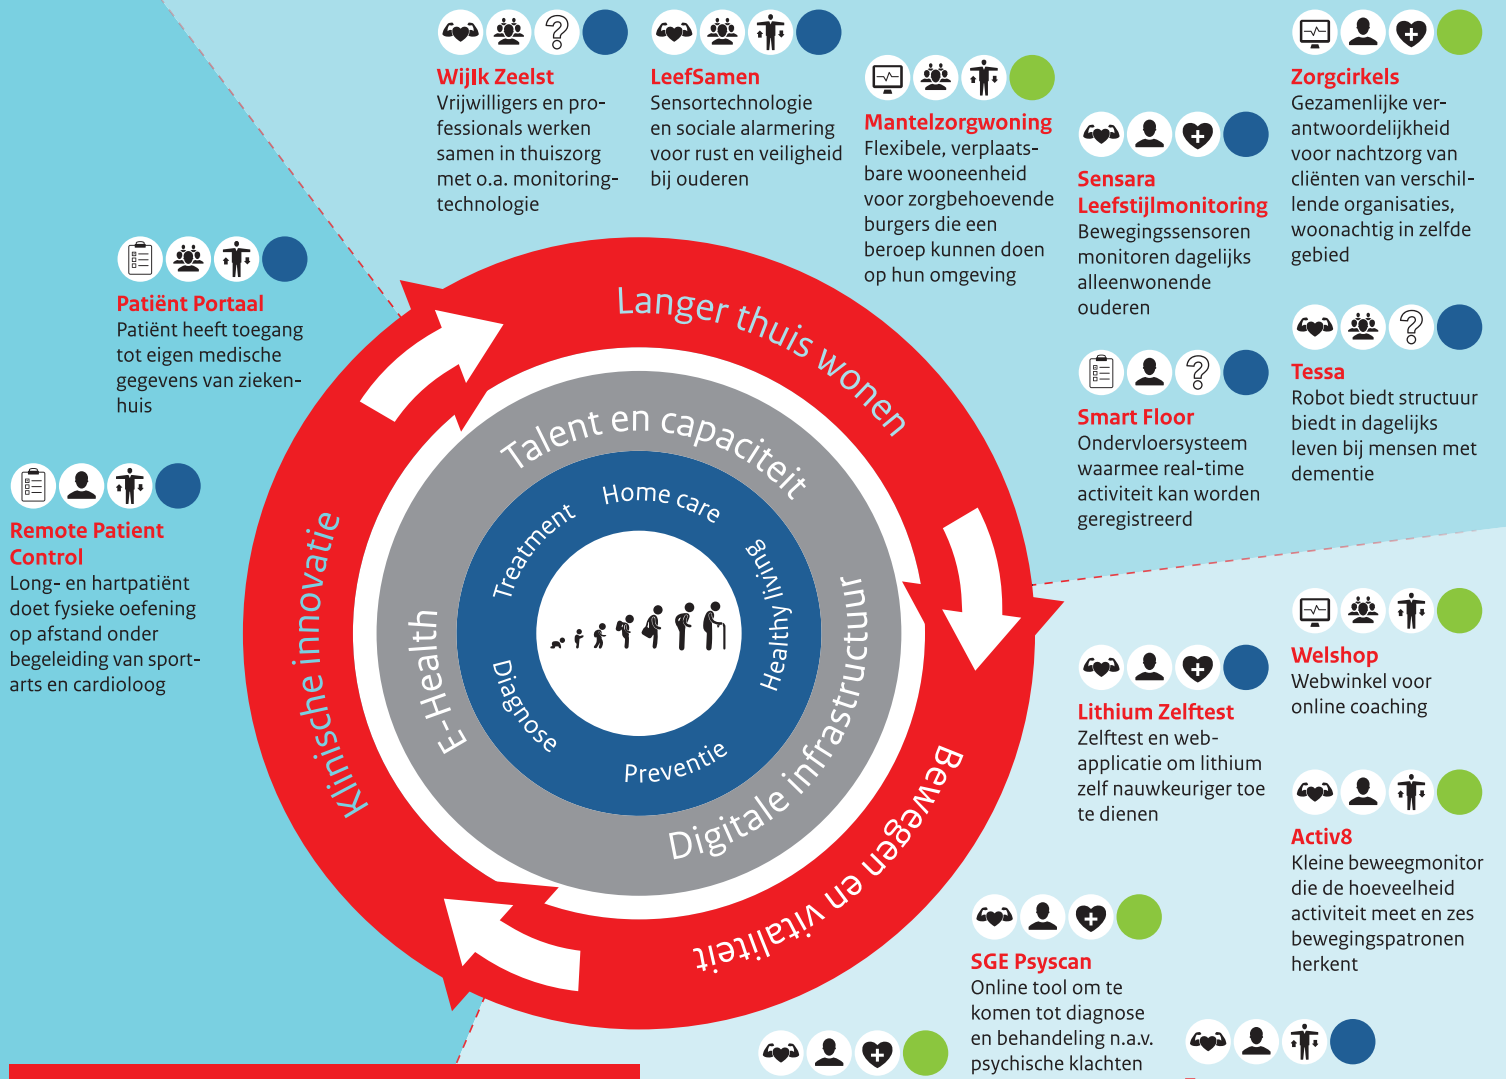 WijIk Zeelst
Vrijwilligers en pro-
fessionals werken
samen in thuiszorg
met o.a. monitoring-
technologie
LeefSamen
Sensortechnologie
en sociale alarmering
voor rust en veiligheid
bij ouderen
Mantelzorgwoning
Flexibele, verplaats-
bare wooneenheid
voor zorgbehoevende
burgers die een
beroep kunnen doen
op hun omgeving
Sensara
Leefstijlmonitoring
Bewegingssensoren
monitoren dagelijks
alleenwonende
ouderen
Zorgcirkels
Gezamenlijke ver-
antwoordelijkheid
voor nachtzorg van
cliënten van verschil-
lende organisaties,
woonachtig in zelfde
gebied
Patiënt Portaal
Patiënt heeft toegang
tot eigen medische
gegevens van zieken-
huis
Smart Floor
Ondervloersysteem
waarmee real-time
activiteit kan worden
geregistreerd
Tessa
Robot biedt structuur
biedt in dagelijks
leven bij mensen met
dementie
Remote Patient
Control
Long- en hartpatiënt
doet fysieke oefening
op afstand onder
begeleiding van sport-
arts en cardioloog
Langer thuis wonen
Bewegen en vitaliteit
Klinische innovatie
Talent en capaciteit
Digitale infrastructuur
E-Health
Home care
Healthy living
Preventie
Diagnose
Treatment
Lithium Zelftest
Zelftest en web-
applicatie om lithium
zelf nauwkeuriger toe
te dienen
Welshop
Webwinkel voor
online coaching
Activ8
Kleine beweegmonitor
die de hoeveelheid
activiteit meet en zes
bewegingspatronen
herkent
SGE Psyscan
Online tool om te
komen tot diagnose
en behandeling n.a.v.
psychische klachten